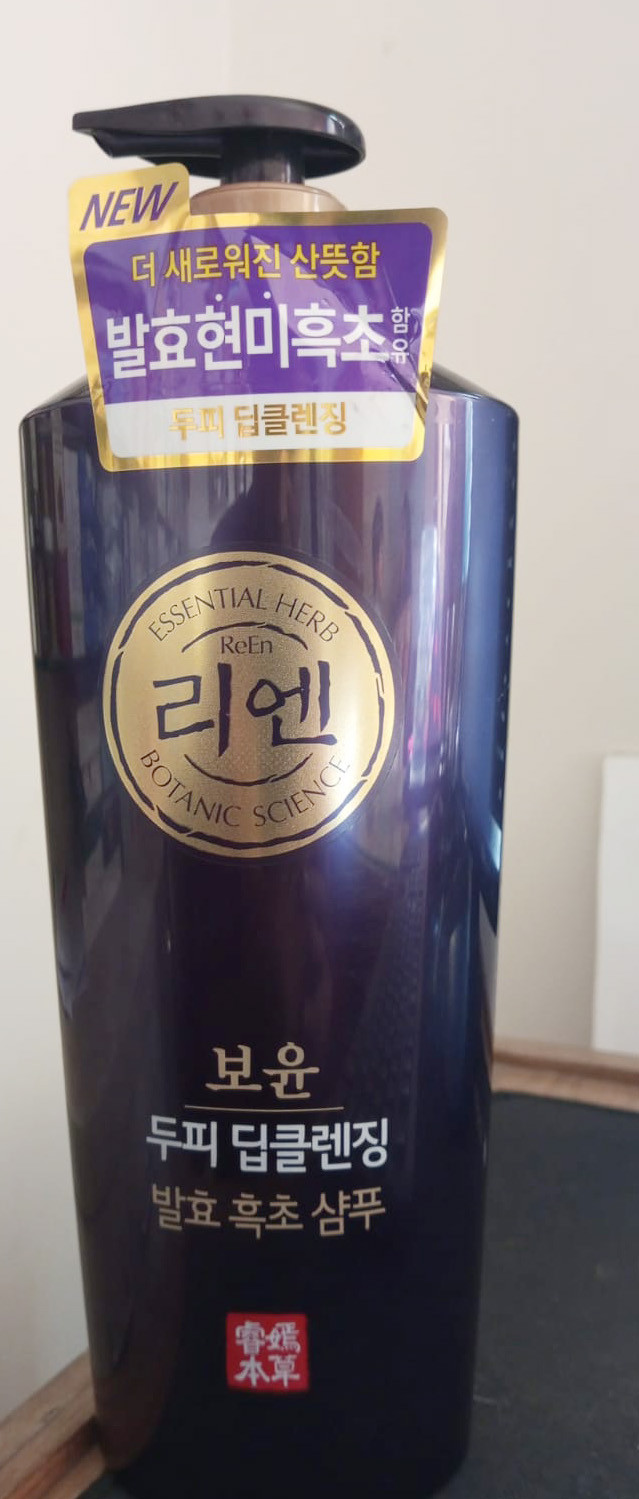 NEW
더 새로워진 산뜻함
발효현미흑초 함유
두피 딥클렌징
ESSENTIAL HERB
ReEn
리엔
BOTANIC SCIENCE
보윤
두피 딥클렌징
발효 흑초 샴푸
睿嫣
本草